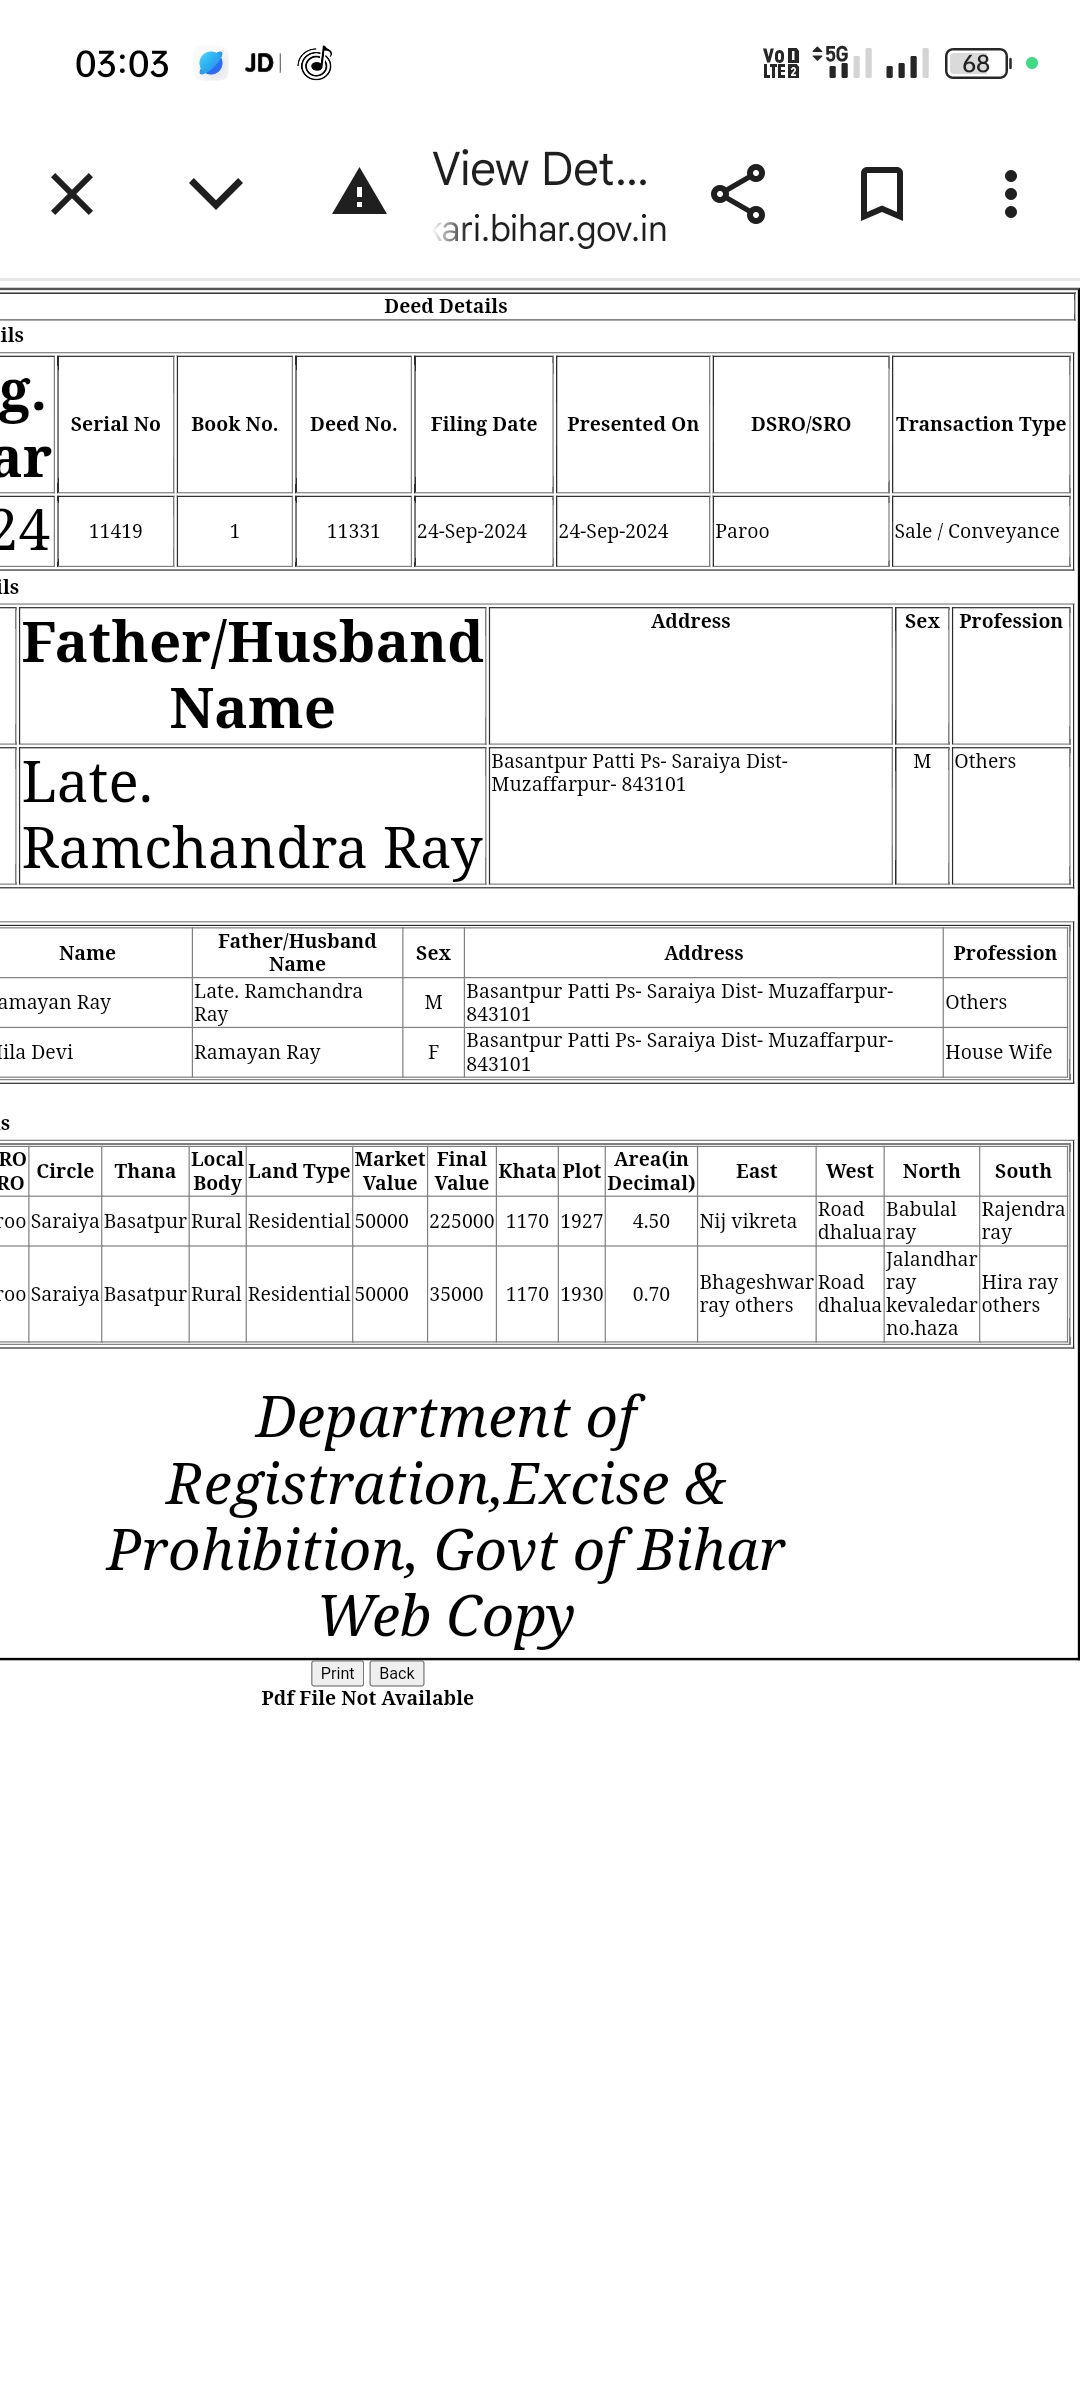 03:03 JD
VoLTE 5G 68
View Det...
ari.bihar.gov.in
Deed Details
ils
g. ar Serial No Book No. Deed No. Filing Date Presented On DSRO/SRO Transaction Type
24 11419 1 11331 24-Sep-2024 24-Sep-2024 Paroo Sale / Conveyance
ils
Father/Husband Name Address Sex Profession
Late. Ramchandra Ray Basantpur Patti Ps- Saraiya Dist- Muzaffarpur- 843101 M Others
Name Father/Husband Name Sex Address Profession
amayan Ray Late. Ramchandra Ray M Basantpur Patti Ps- Saraiya Dist- Muzaffarpur- 843101 Others
ila Devi Ramayan Ray F Basantpur Patti Ps- Saraiya Dist- Muzaffarpur- 843101 House Wife
s
RO RO Circle Thana Local Body Land Type Market Value Final Value Khata Plot Area(in Decimal) East West North South
roo Saraiya Basatpur Rural Residential 50000 225000 1170 1927 4.50 Nij vikreta Road dhalua Babulal ray Rajendra ray
roo Saraiya Basatpur Rural Residential 50000 35000 1170 1930 0.70 Bhageshwar ray others Road dhalua Jalandhar ray kevaledar no.haza Hira ray others
Department of
Registration,Excise &
Prohibition, Govt of Bihar
Web Copy
Print Back
Pdf File Not Available